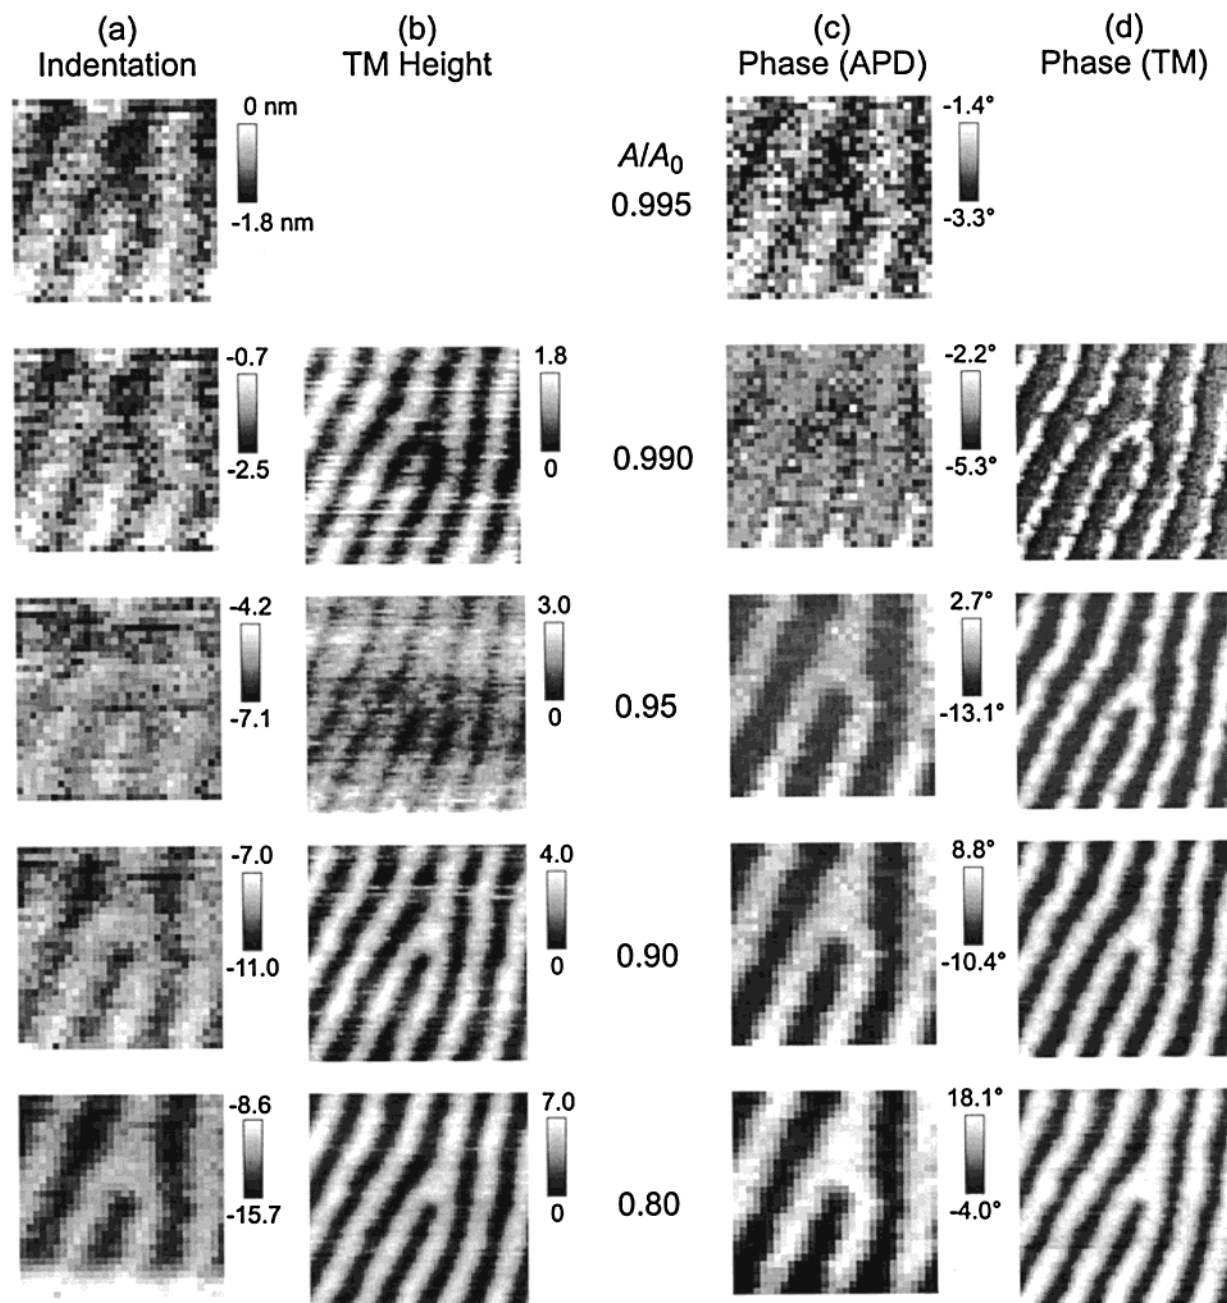 (a)
Indentation
(b)
TM Height
(c)
Phase (APD)
(d)
Phase (TM)
0 nm
-1.8 nm
A/A0
0.995
-1.4°
-3.3°
-0.7
-2.5
1.8
0
0.990
-2.2°
-5.3°
-4.2
-7.1
3.0
0
0.95
2.7°
-13.1°
-7.0
-11.0
4.0
0
0.90
8.8°
-10.4°
-8.6
-15.7
7.0
0
0.80
18.1°
-4.0°